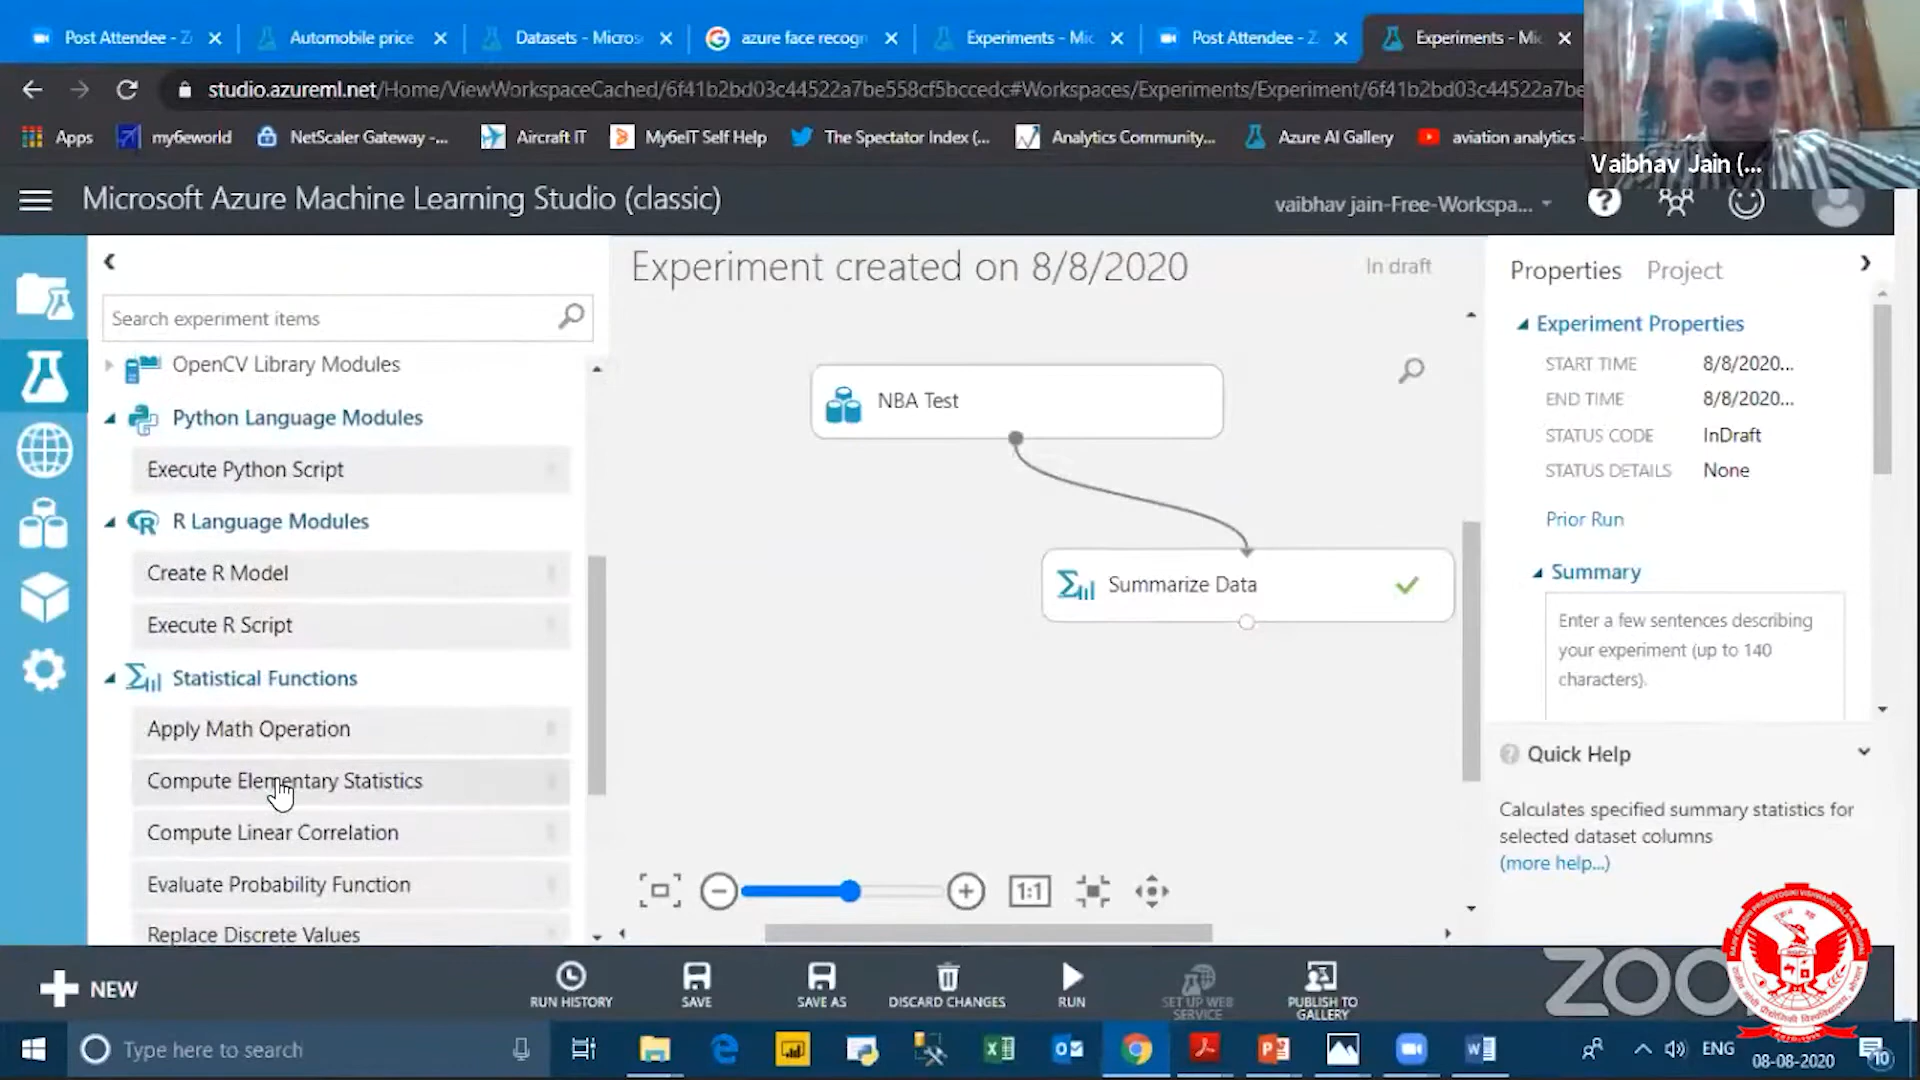 Post Attendee - Z
Automobile price
Datasets - Micros
azure face recogn
Experiments - Mic
Post Attendee - Z
Experiments - Mic
studio.azureml.net/Home/ViewWorkspaceCached/6f41b2bd03c44522a7be558cf5bccedc#Workspaces/Experiments/Experiment/6f41b2bd03c44522a7be
Apps
my6eworld
NetScaler Gateway -...
Aircraft IT
My6eIT Self Help
The Spectator Index (...
Analytics Community...
Azure AI Gallery
aviation analytics -
Vaibhav Jain (...
Microsoft Azure Machine Learning Studio (classic)
vaibhav jain-Free-Workspa...
Experiment created on 8/8/2020
In draft
Properties
Project
Search experiment items
OpenCV Library Modules
Python Language Modules
Execute Python Script
R Language Modules
Create R Model
Execute R Script
Statistical Functions
Apply Math Operation
Compute Elementary Statistics
Compute Linear Correlation
Evaluate Probability Function
Replace Discrete Values
NBA Test
Summarize Data
1:1
Experiment Properties
START TIME 8/8/2020...
END TIME 8/8/2020...
STATUS CODE InDraft
STATUS DETAILS None
Prior Run
Summary
Enter a few sentences describing
your experiment (up to 140
characters).
Quick Help
Calculates specified summary statistics for
selected dataset columns
(more help...)
NEW
RUN HISTORY
SAVE
SAVE AS
DISCARD CHANGES
RUN
SET UP WEB
SERVICE
PUBLISH TO
GALLERY
ZOO
Type here to search
ENG
08-08-2020
10